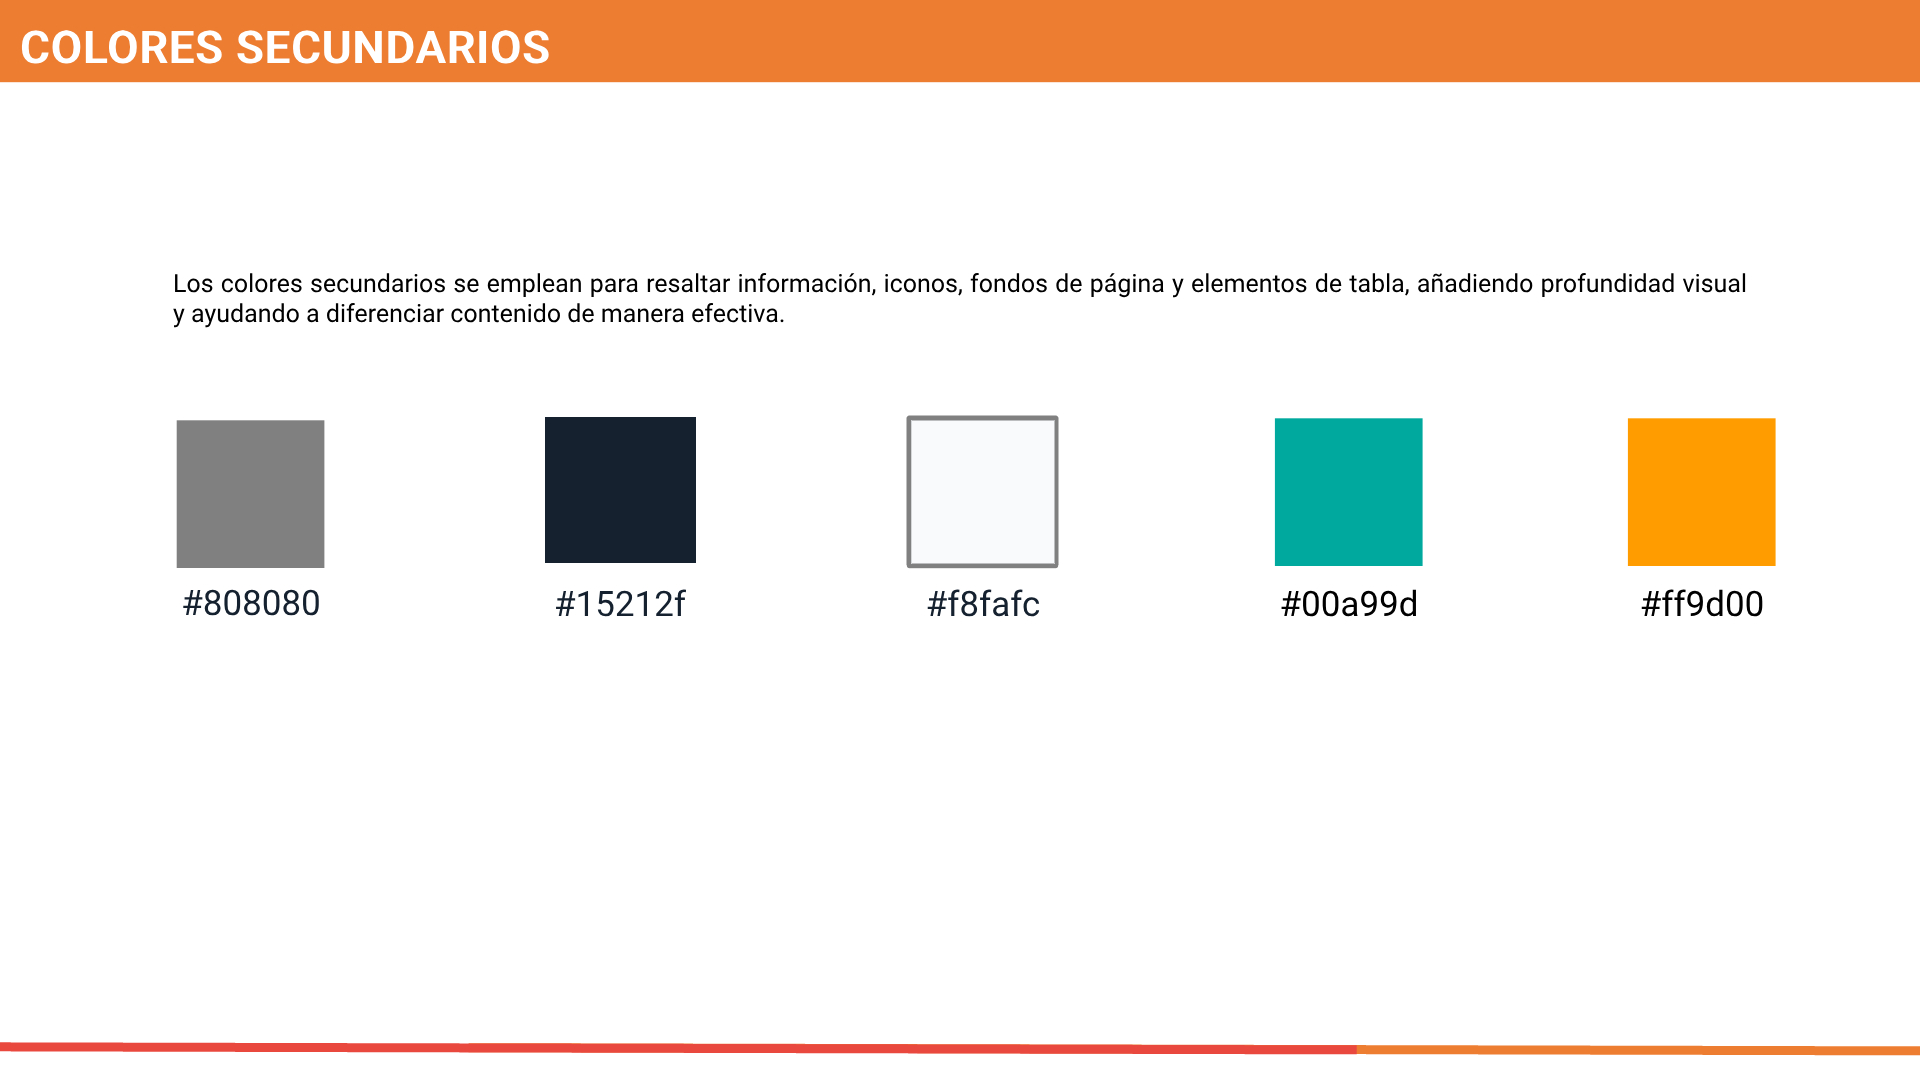 COLORES SECUNDARIOS
Los colores secundarios se emplean para resaltar información, iconos, fondos de página y elementos de tabla, añadiendo profundidad visual
y ayudando a diferenciar contenido de manera efectiva.
#808080 #15212f #f8fafc #00a99d #ff9d00